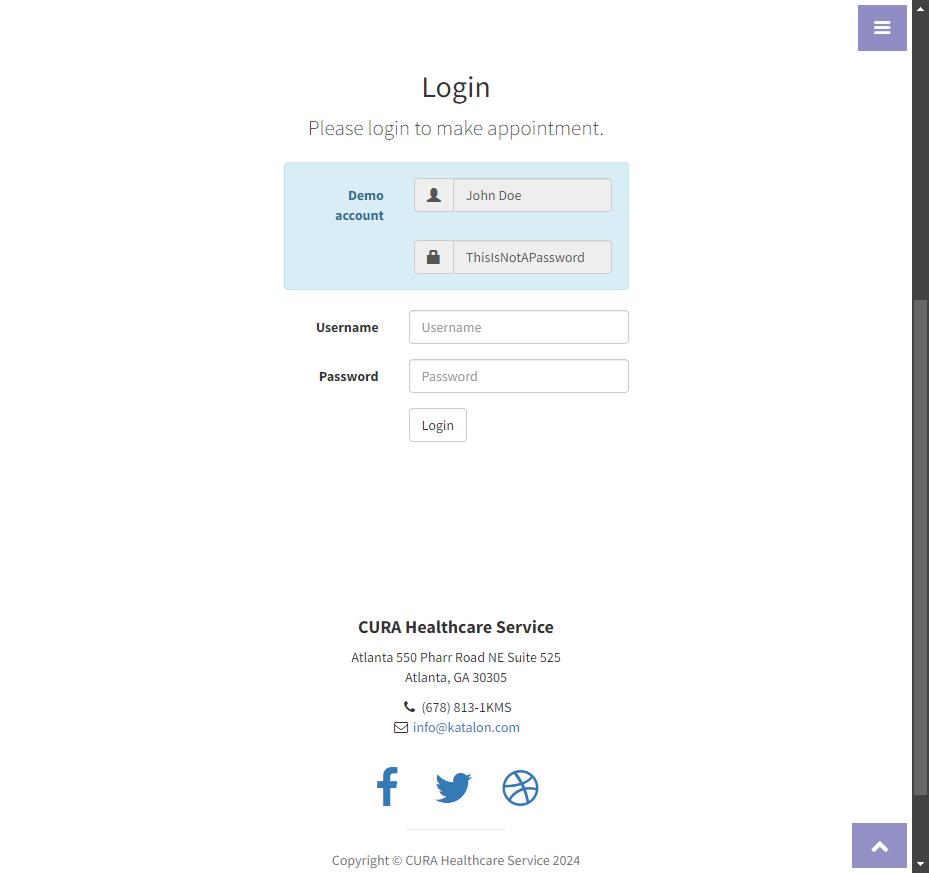 Login
Please login to make appointment.
Demo account
John Doe
ThisIsNotAPassword
Username
Username
Password
Password
Login
CURA Healthcare Service
Atlanta 550 Pharr Road NE Suite 525
Atlanta, GA 30305
(678) 813-1KMS
info@katalon.com
Copyright © CURA Healthcare Service 2024